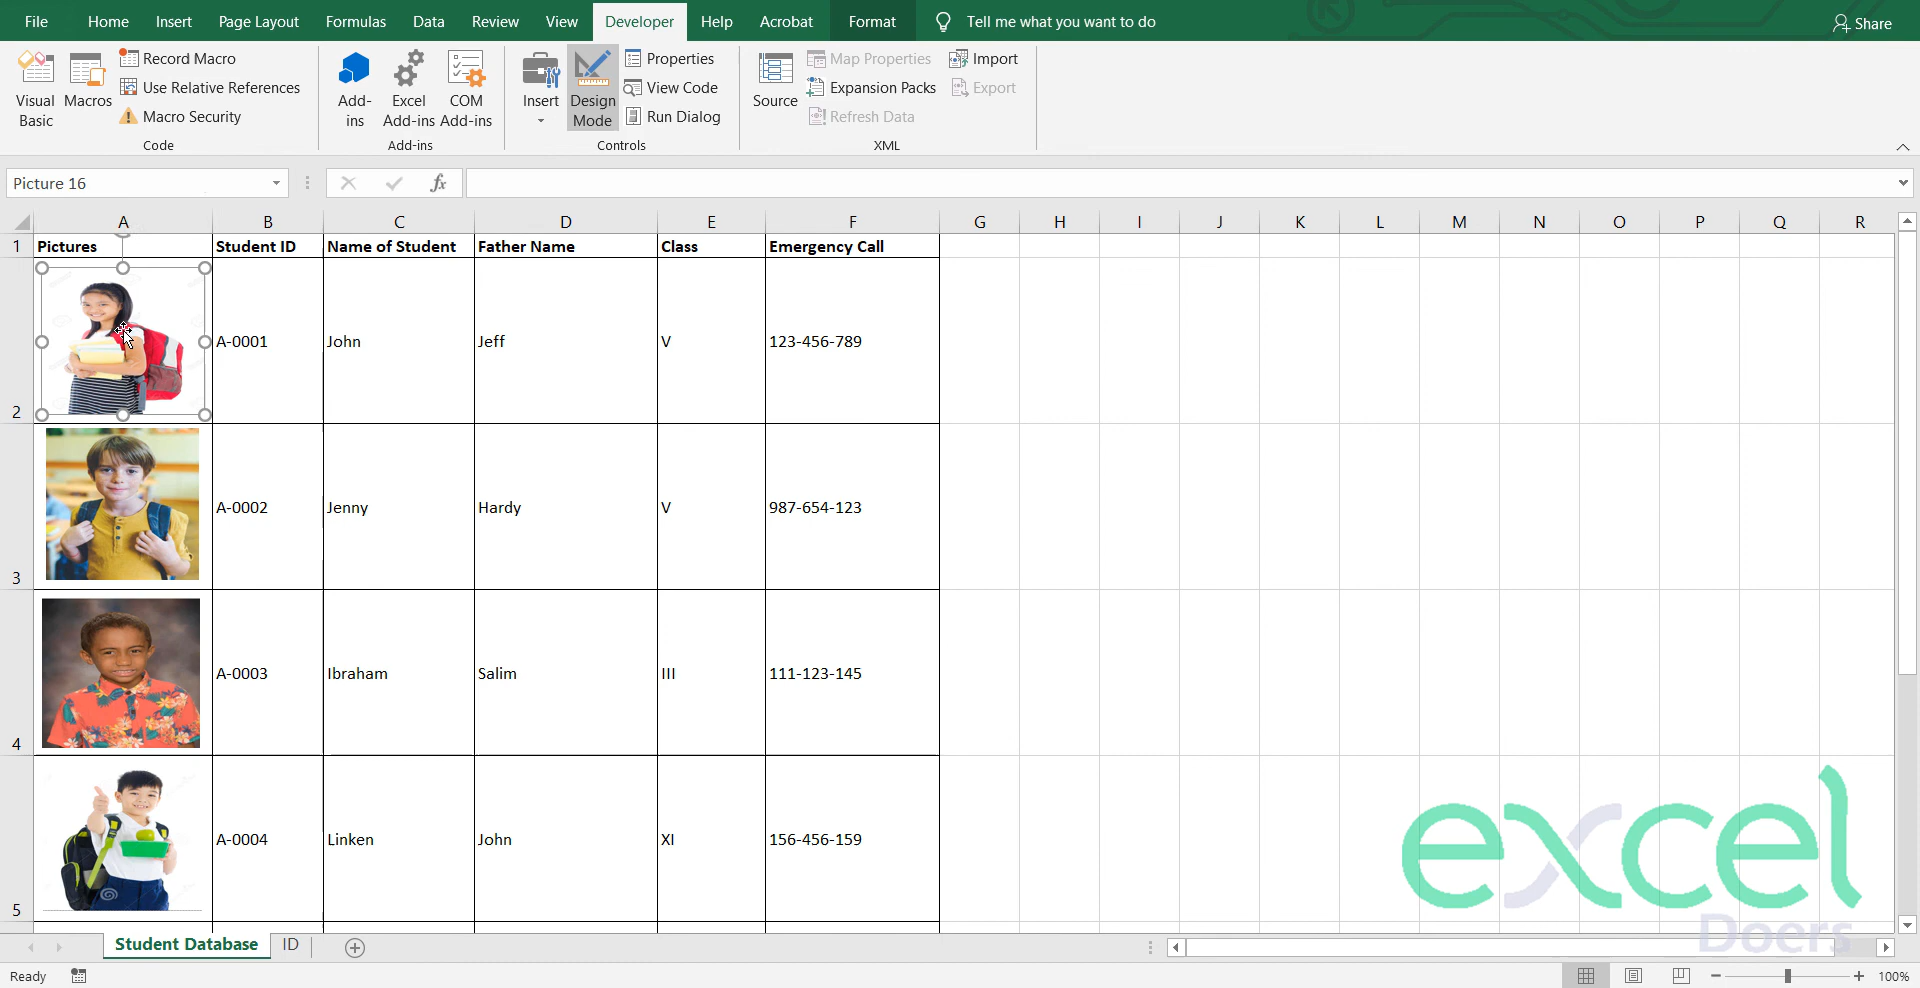 File Home Insert Page Layout Formulas Data Review View Developer Help Acrobat Format Tell me what you want to do Share
Visual Basic
Macros
Record Macro
Use Relative References
Macro Security
Code
Add-ins
Excel Add-ins
COM Add-ins
Add-ins
Insert
Design Mode
Properties
View Code
Run Dialog
Controls
Source
Map Properties
Expansion Packs
Refresh Data
Import
Export
XML
Picture 16
fx
A B C D E F G H I J K L M N O P Q R
1 Pictures Student ID Name of Student Father Name Class Emergency Call
2 A-0001 John Jeff V 123-456-789
3 A-0002 Jenny Hardy V 987-654-123
4 A-0003 Ibraham Salim III 111-123-145
5 A-0004 Linken John XI 156-456-159
excel
Doers
Student Database ID
Ready
100%